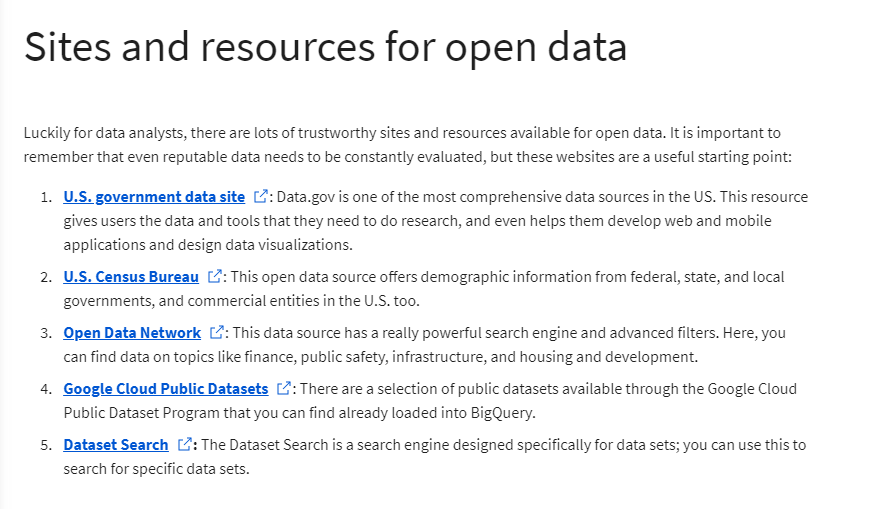 Sites and resources for open data
Luckily for data analysts, there are lots of trustworthy sites and resources available for open data. It is important to
remember that even reputable data needs to be constantly evaluated, but these websites are a useful starting point:
1. U.S. government data site : Data.gov is one of the most comprehensive data sources in the US. This resource
gives users the data and tools that they need to do research, and even helps them develop web and mobile
applications and design data visualizations.
2. U.S. Census Bureau : This open data source offers demographic information from federal, state, and local
governments, and commercial entities in the U.S. too.
3. Open Data Network : This data source has a really powerful search engine and advanced filters. Here, you
can find data on topics like finance, public safety, infrastructure, and housing and development.
4. Google Cloud Public Datasets : There are a selection of public datasets available through the Google Cloud
Public Dataset Program that you can find already loaded into BigQuery.
5. Dataset Search : The Dataset Search is a search engine designed specifically for data sets; you can use this to
search for specific data sets.